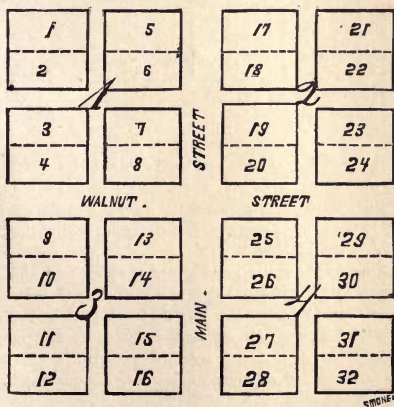 1 5 17 21
2 6 18 22
1 2
3 7 19 23
4 8 20 24
STREET
WALNUT. STREET
9 13 25 29
10 14 26 30
3 4
11 15 27 31
12 16 28 32
MAIN.